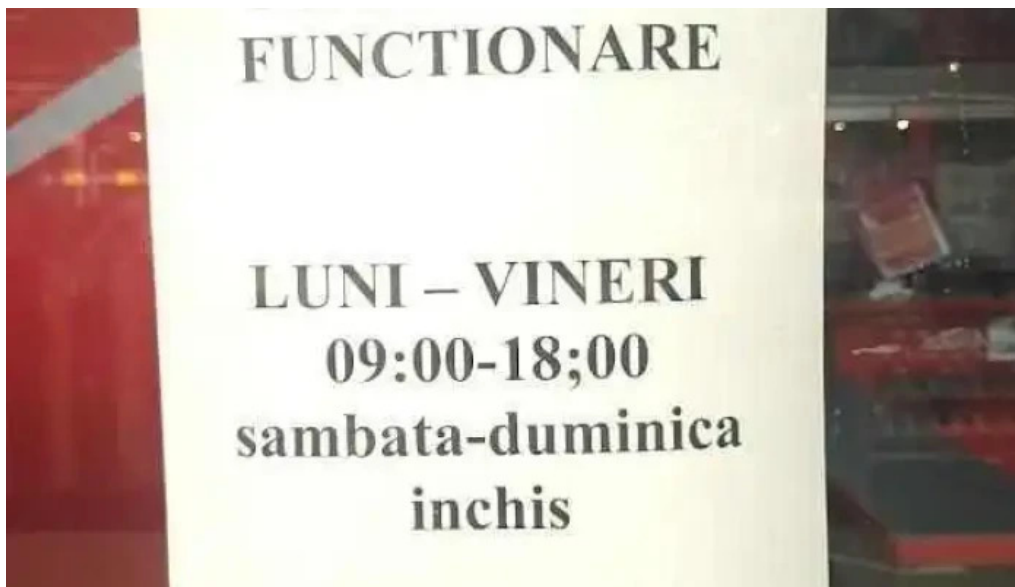 FUNCTIONARE
LUNI – VINERI
09:00-18;00
sambata-duminica
inchis